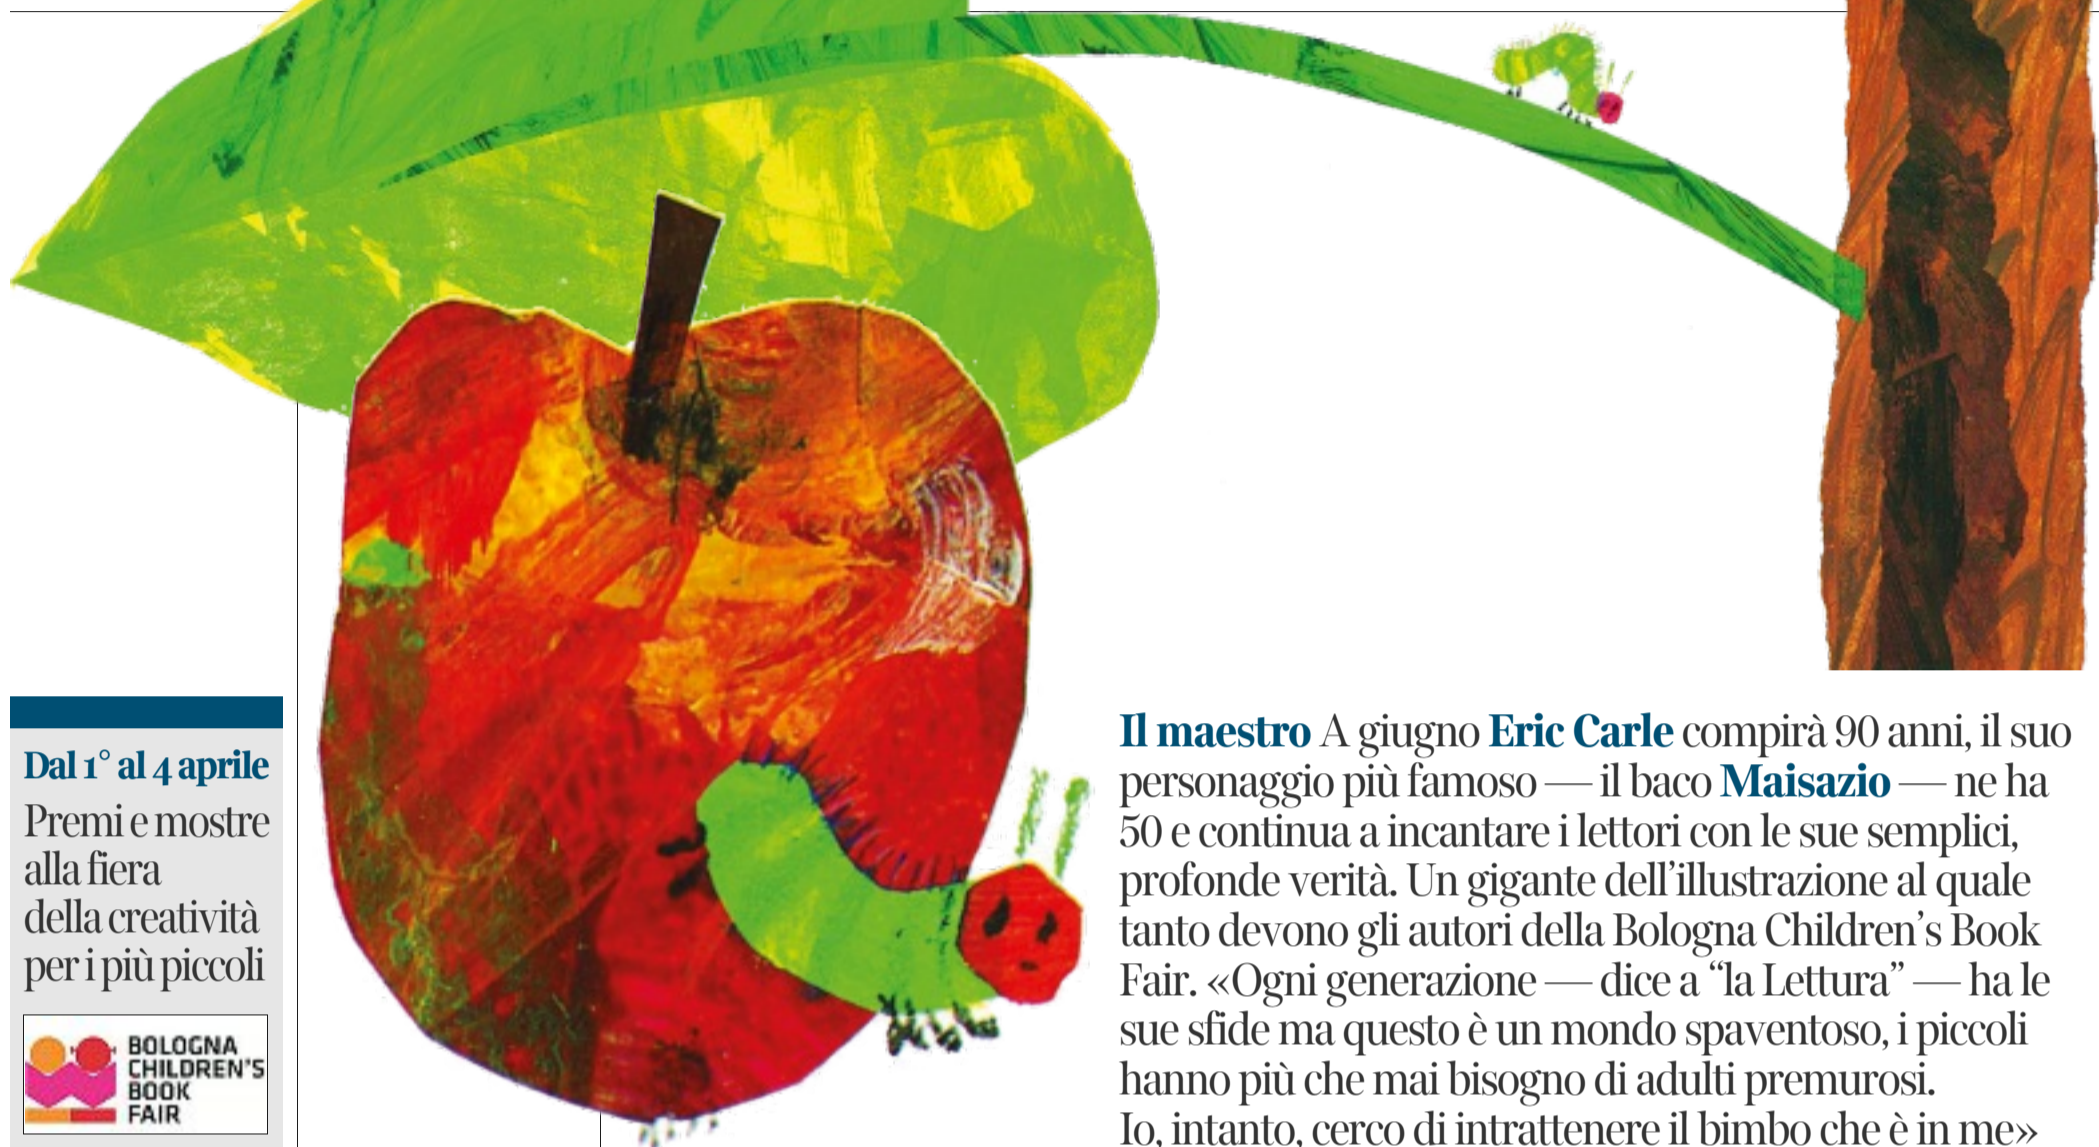 Dal 1° al 4 aprile
Premi e mostre
alla fiera
della creatività
per i più piccoli
BOLOGNA
CHILDREN'S
BOOK
FAIR
Il maestro A giugno Eric Carle compirà 90 anni, il suo
personaggio più famoso — il baco Maisazio — ne ha
50 e continua a incantare i lettori con le sue semplici,
profonde verità. Un gigante dell’illustrazione al quale
tanto devono gli autori della Bologna Children’s Book
Fair. «Ogni generazione — dice a “la Lettura” — ha le
sue sfide ma questo è un mondo spaventoso, i piccoli
hanno più che mai bisogno di adulti premurosi.
Io, intanto, cerco di intrattenere il bimbo che è in me»